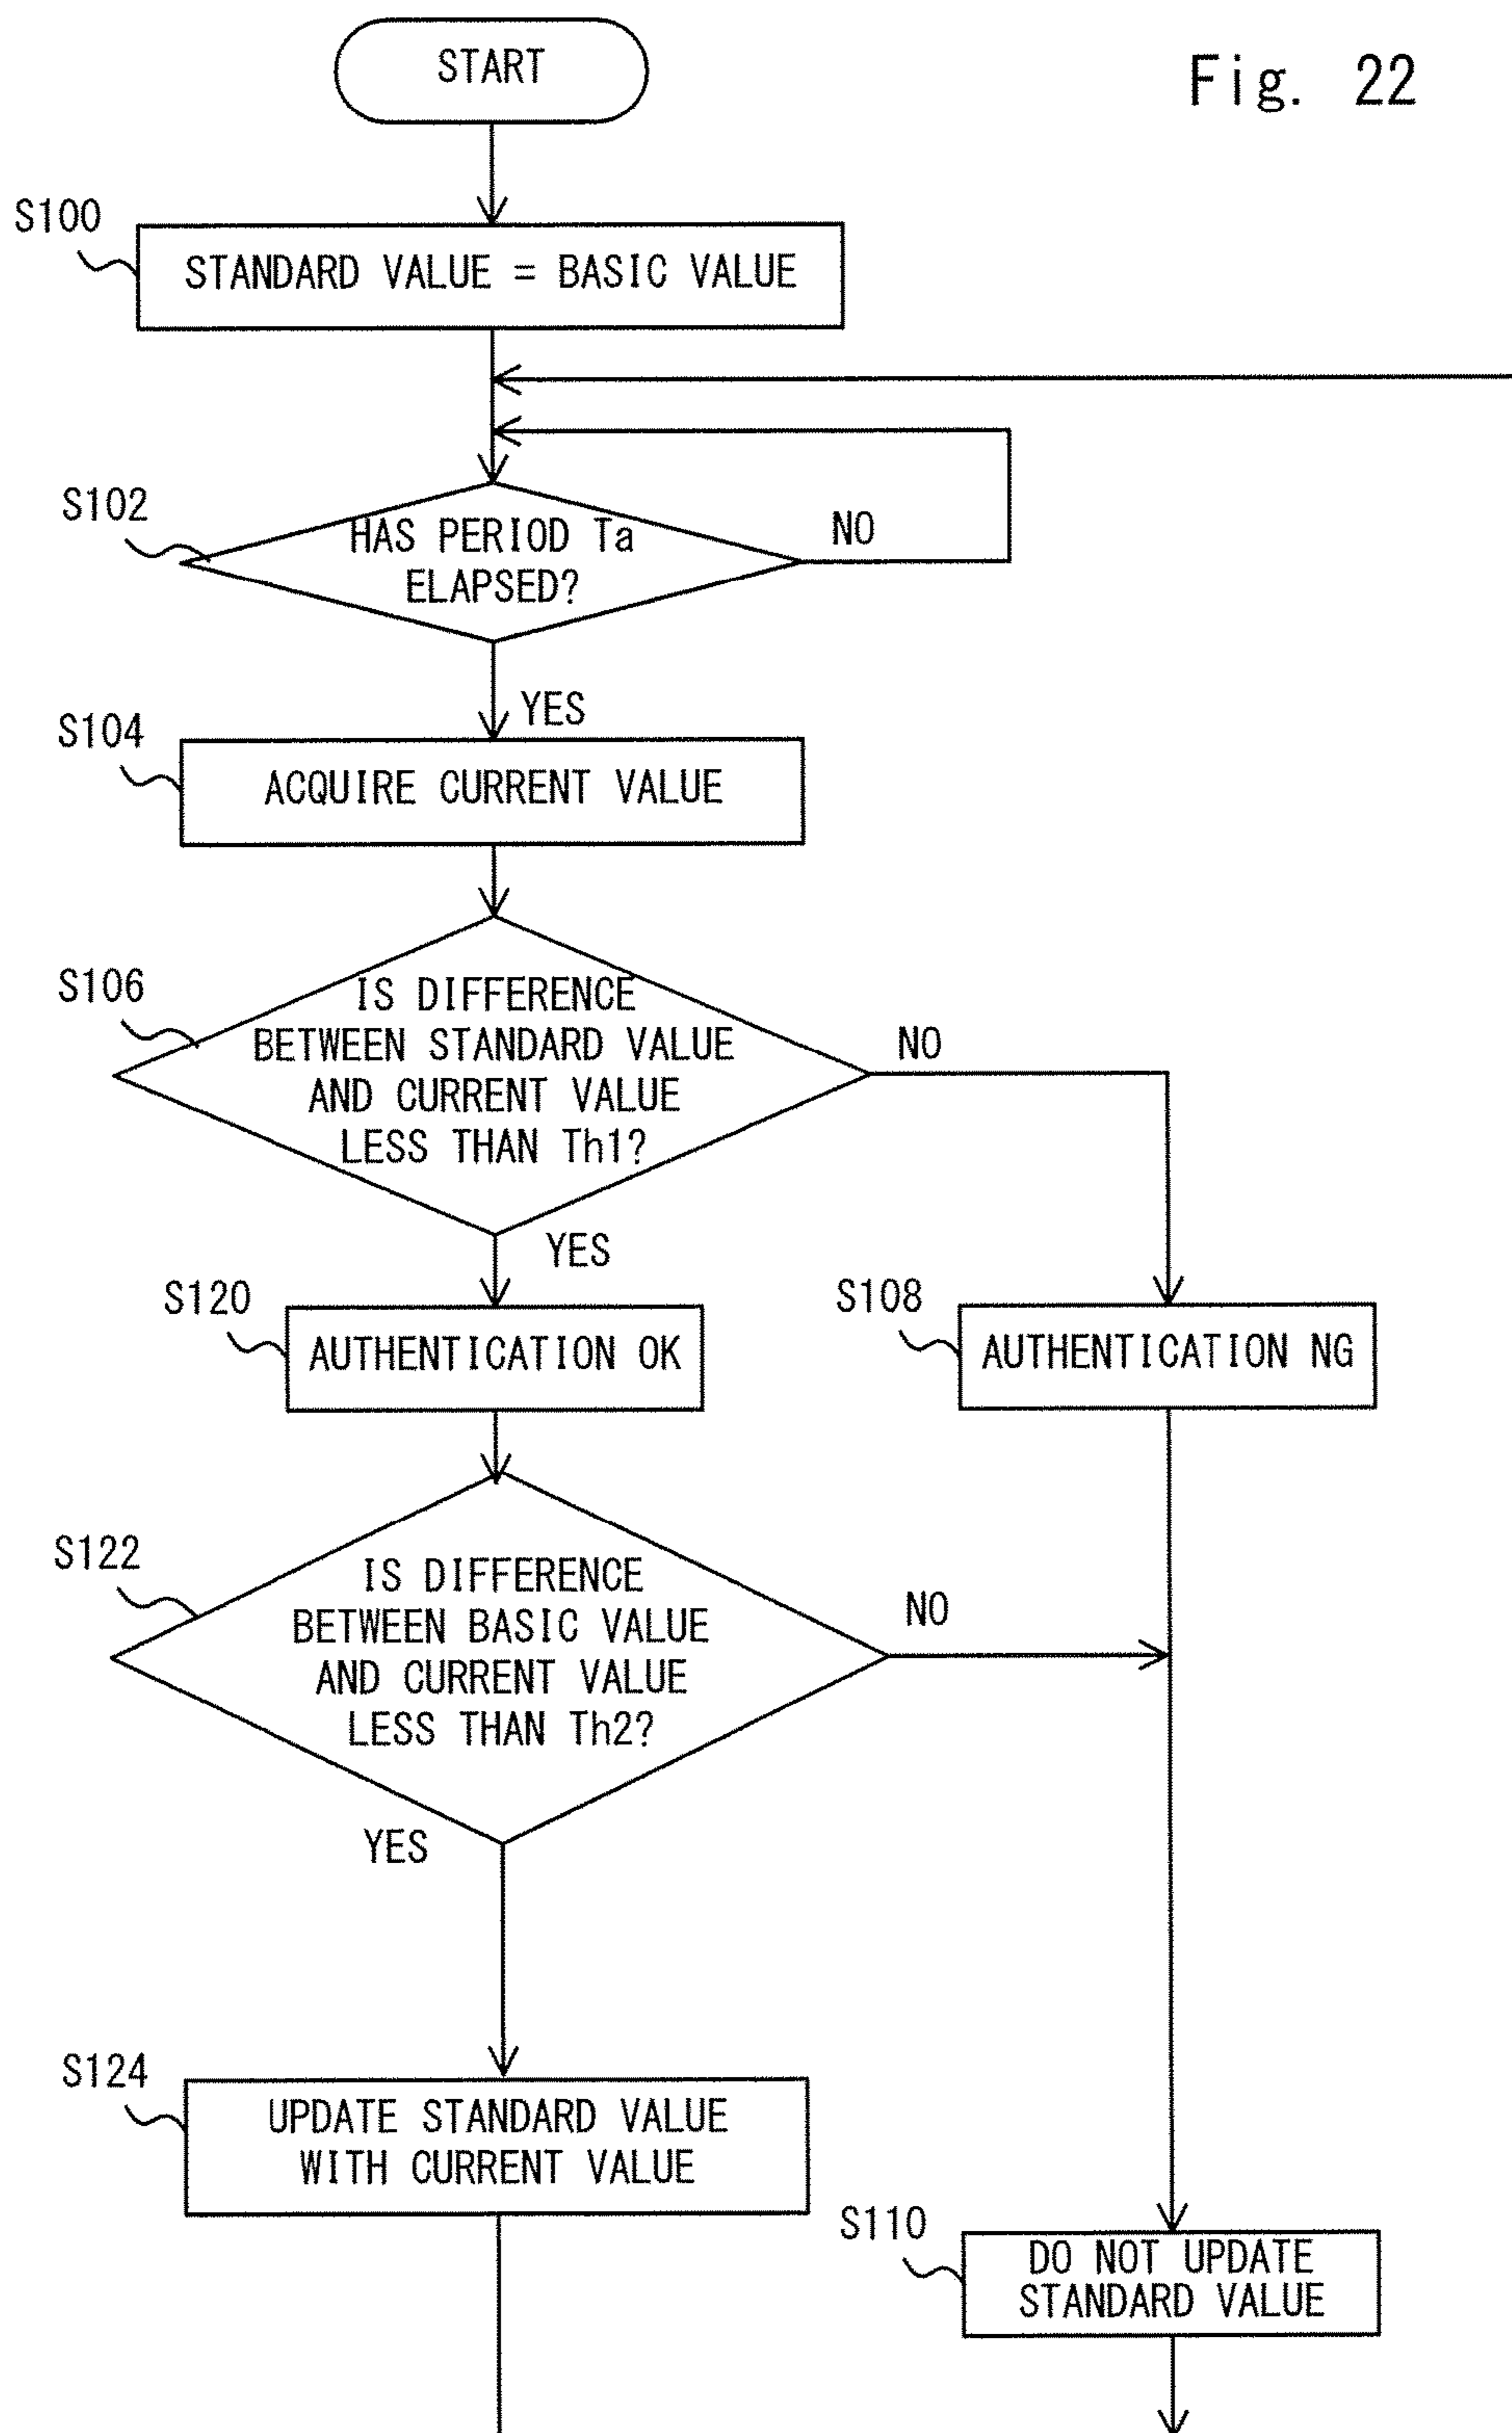 Fig. 22
START
S100
STANDARD VALUE = BASIC VALUE
S102
HAS PERIOD Ta
ELAPSED?
NO
YES
S104
ACQUIRE CURRENT VALUE
S106
IS DIFFERENCE
BETWEEN STANDARD VALUE
AND CURRENT VALUE
LESS THAN Th1?
NO
YES
S120
AUTHENTICATION OK
S108
AUTHENTICATION NG
S122
IS DIFFERENCE
BETWEEN BASIC VALUE
AND CURRENT VALUE
LESS THAN Th2?
NO
YES
S124
UPDATE STANDARD VALUE
WITH CURRENT VALUE
S110
DO NOT UPDATE
STANDARD VALUE